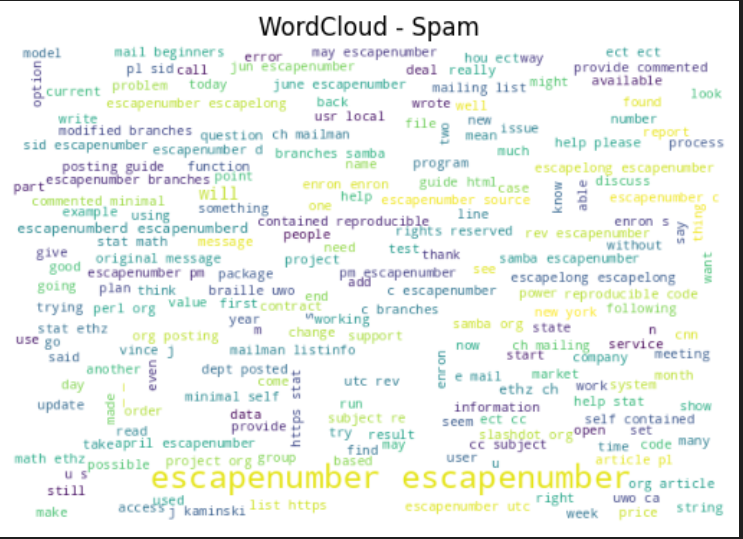 WordCloud - Spam
model
mail beginners
error
may escapenumber
hou ectway
ect ect
option
pl sid
call
jun escapenumber
deal
really
provide commented
current
problem
today
june escapenumber
mailing list
might
available
look
escapenumber escapelong
back
wrote
well
found
write
usr local
file
two
new
number
modified branches
question
ch mailman
mean
issue
report
sid escapenumber
escapenumber d
branches samba
much
help please
process
posting guide
function
name
program
escapelong escapenumber
part
escapenumber branches
point
enron enron
guide html
case
know
able
discuss
commented minimal
will
help
escapenumber source
escapenumber c
example
using
something
one
line
thing
escapenumberd escapenumberd
contained reproducible
rights reserved
rev escapenumber
enron s
say
stat math
message
people
need
test
thank
without
give
original message
project
samba escapenumber
want
good
escapenumber pm
package
pm escapenumber
see
escapelong escapelong
going
plan
think
braille uwo
add
c escapenumber
power
reproducible code
trying
perl org
value
first
contract
end
c branches
new york
following
stat ethz
year
m
s
working
samba org
state
n
cnn
use
go
org posting
change
support
now
ch mailing
service
said
vince j
mailman listinfo
start
company
meeting
another
even
dept posted
enron
e mail
market
month
day
come
https stat
utc rev
ethz ch
work
system
update
made
order
minimal self
run
information
help stat
show
data
subject re
seem
ect cc
self contained
read
provide
try
result
slashdot org
open
set
take
april escapenumber
find
may
cc subject
time
code
many
math ethz
possible
project org
group
based
user
u
article pl
u s
escapenumber escapenumber
org article
still
used
right
uwo ca
make
access
j kaminski
list https
escapenumber utc
week
price
string